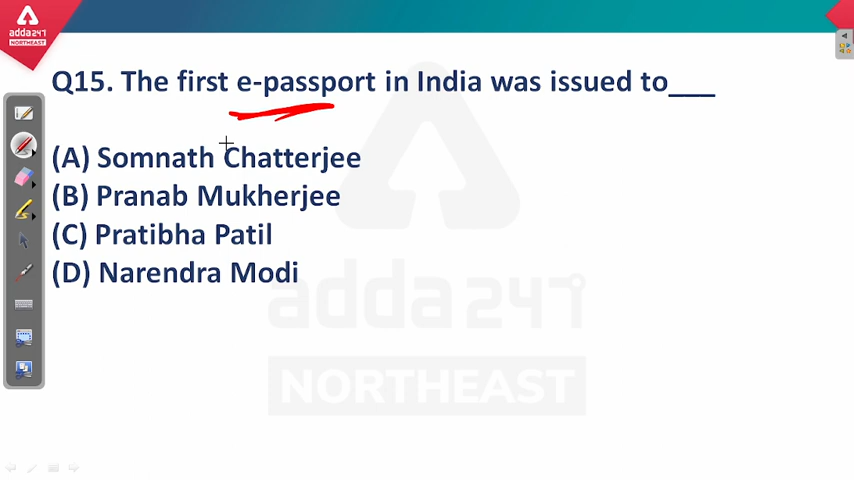 adda247
NORTHEAST
Q15. The first e-passport in India was issued to___
(A) Somnath Chatterjee
(B) Pranab Mukherjee
(C) Pratibha Patil
(D) Narendra Modi
adda247
NORTHEAST